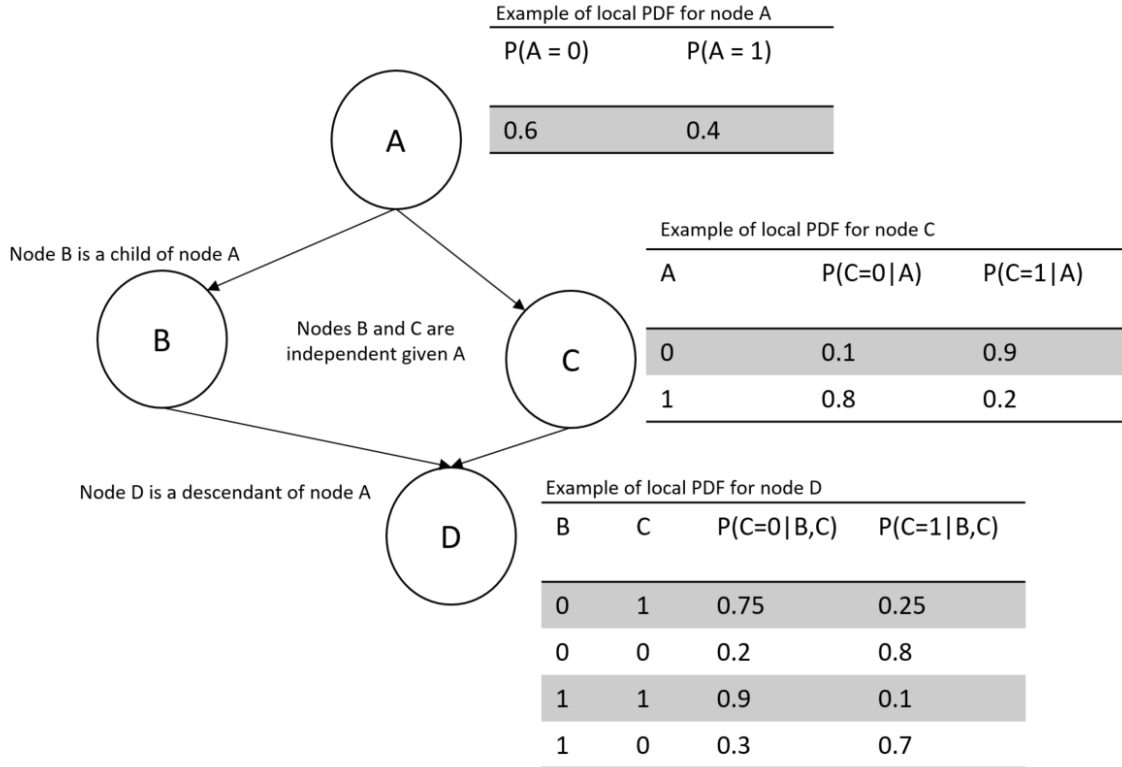 Example of local PDF for node A
P(A = 0) P(A = 1)
0.6 0.4
A
Example of local PDF for node C
A P(C=0|A) P(C=1|A)
0 0.1 0.9
1 0.8 0.2
Node B is a child of node A
B
Nodes B and C are
independent given A
C
Node D is a descendant of node A
D
Example of local PDF for node D
B C P(C=0|B,C) P(C=1|B,C)
0 1 0.75 0.25
0 0 0.2 0.8
1 1 0.9 0.1
1 0 0.3 0.7